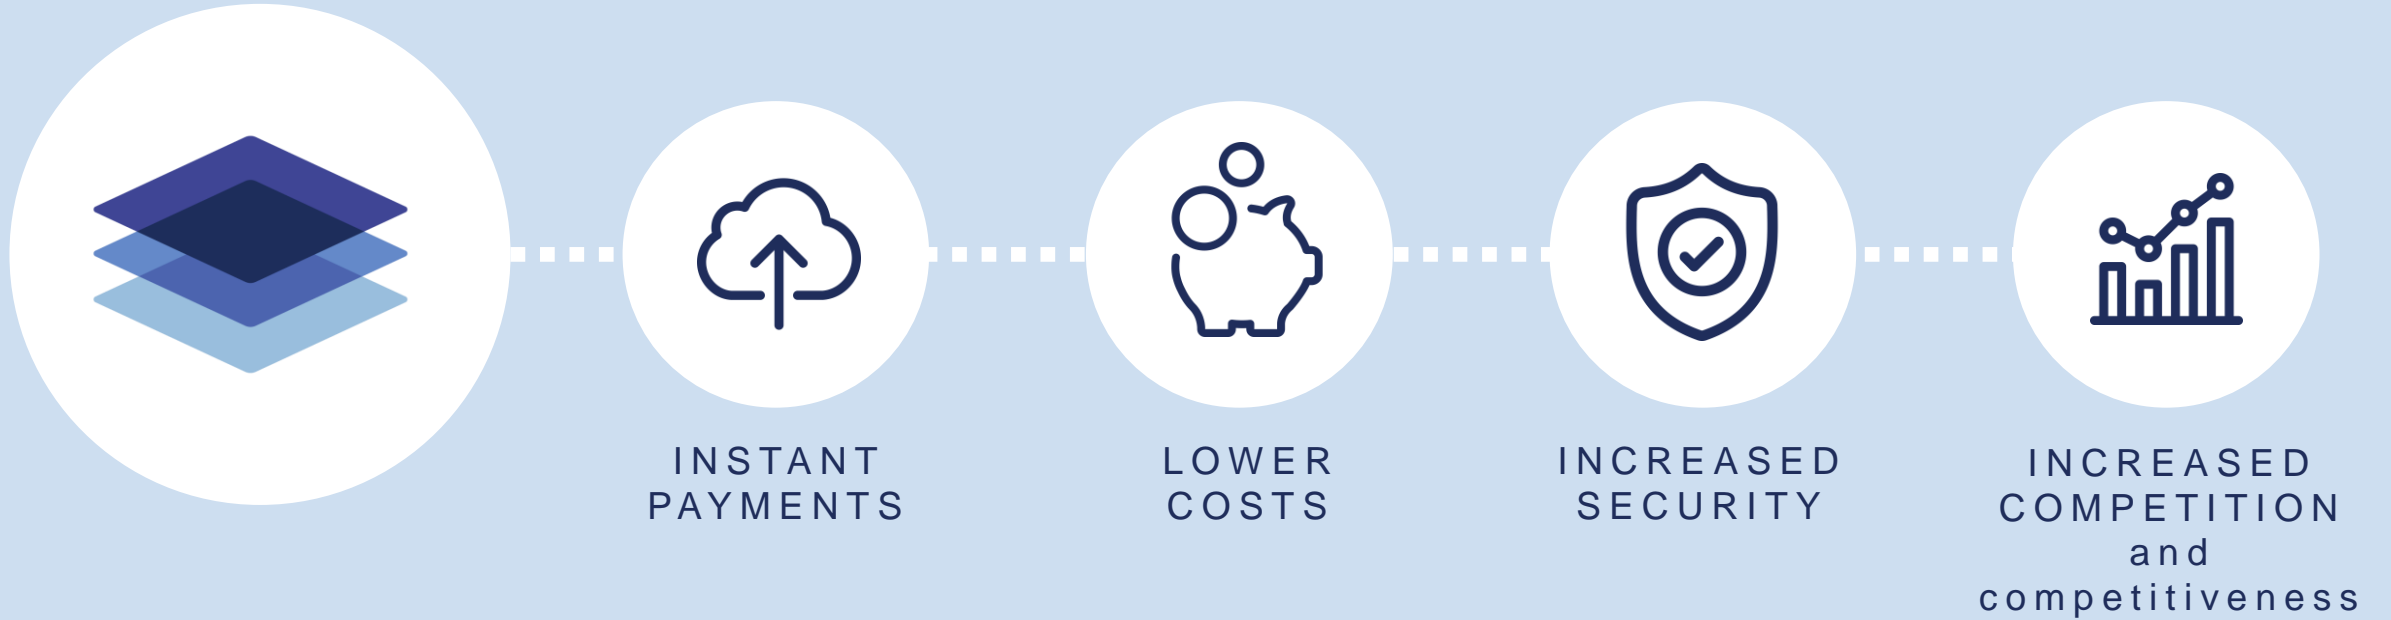 INSTANT
PAYMENTS
LOWER
COSTS
INCREASED
SECURITY
INCREASED
COMPETITION
and
competitiveness